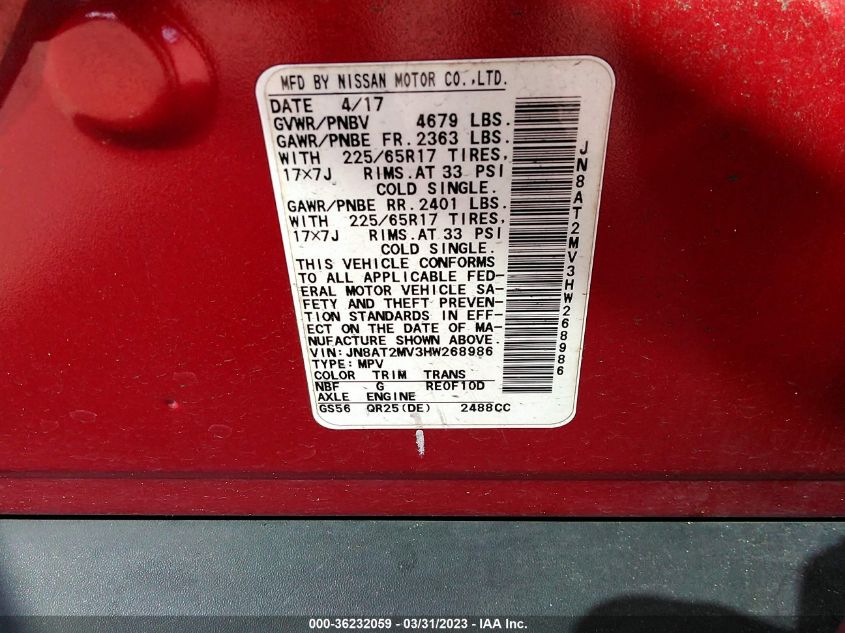 MFD BY NISSAN MOTOR CO.,LTD.
DATE 4/17
GVWR/PNBV 4679 LBS.
GAWR/PNBE FR. 2363 LBS.
WITH 225/65R17 TIRES,
17×7J RIMS. AT 33 PSI
COLD SINGLE.
GAWR/PNBE RR. 2401 LBS.
WITH 225/65R17 TIRES,
17×7J RIMS. AT 33 PSI
COLD SINGLE.
THIS VEHICLE CONFORMS
TO ALL APPLICABLE FED-
ERAL MOTOR VEHICLE SA-
FETY AND THEFT PREVEN-
TION STANDARDS IN EFF-
ECT ON THE DATE OF MA-
NUFACTURE SHOWN ABOVE.
VIN: JN8AT2MV3HW268986
TYPE: MPV
COLOR TRIM TRANS
NBF G RE0F10D
AXLE ENGINE
GS56 QR25(DE) 2488CC
JN8AT2MV3HW268986
000-36232059 - 03/31/2023 - IAA Inc.